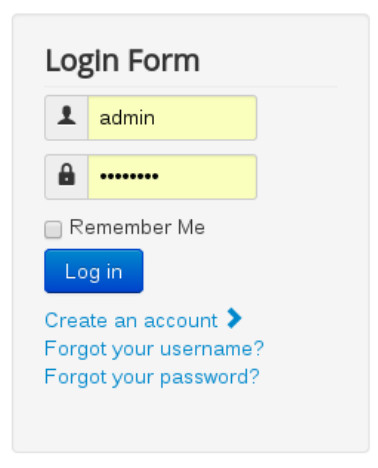 Login Form
admin
••••••••
Remember Me
Log in
Create an account
Forgot your username?
Forgot your password?